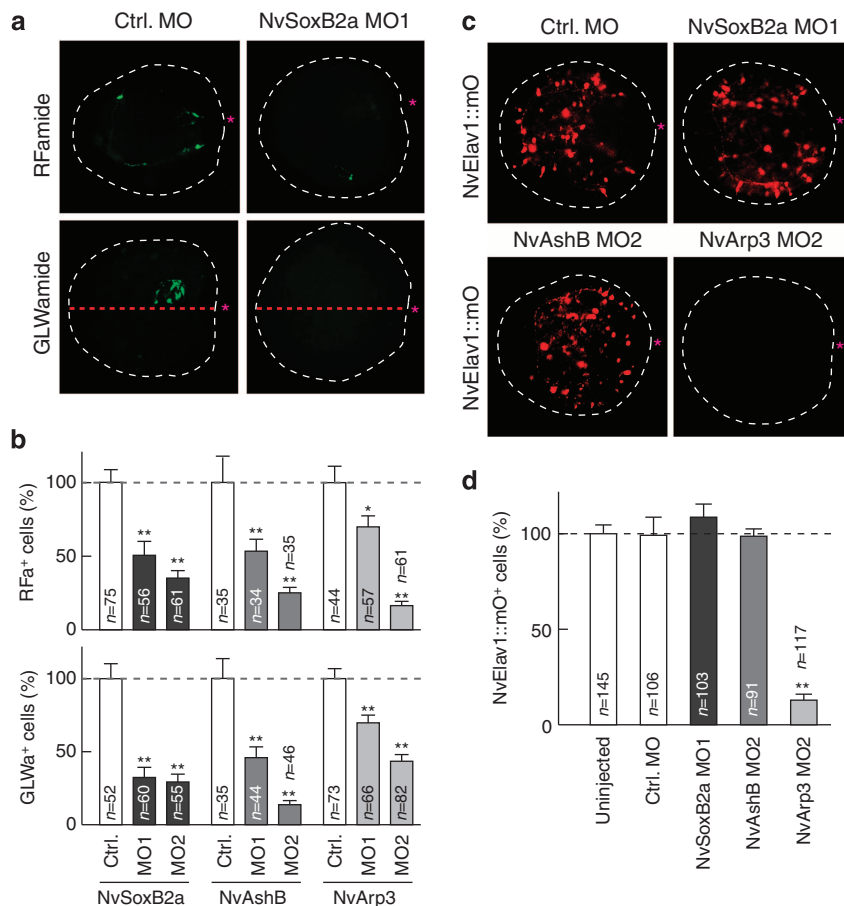 a
Ctrl. MO
NvSoxB2a MO1
RFamide
*
*
GLWamide
*
*
b
RFa+ cells (%)
100
50
0
n=75
**
n=56
**
n=61
n=35
**
n=34
n=35
**
n=44
*
n=57
n=61
**
GLWa+ cells (%)
100
50
0
n=52
**
n=60
**
n=55
n=35
**
n=44
n=46
**
n=73
**
n=66
**
n=82
Ctrl.
MO1
MO2
Ctrl.
MO1
MO2
Ctrl.
MO1
MO2
NvSoxB2a
NvAshB
NvArp3
c
Ctrl. MO
NvSoxB2a MO1
NvElav1::mO
*
*
NvAshB MO2
NvArp3 MO2
NvElav1::mO
*
*
d
NvElav1::mO+ cells (%)
100
50
0
n=145
n=106
n=103
n=91
n=117
**
Uninjected
Ctrl. MO
NvSoxB2a MO1
NvAshB MO2
NvArp3 MO2